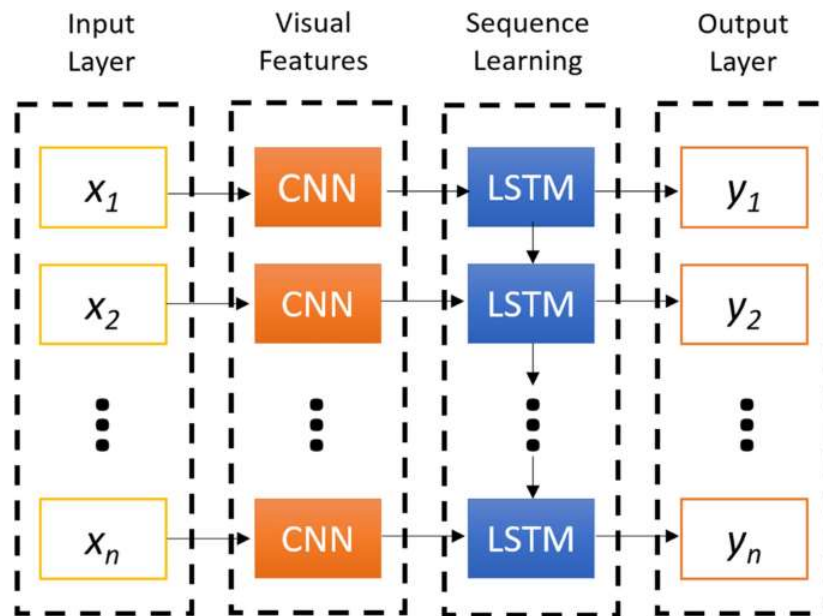 Input
Layer
Visual
Features
Sequence
Learning
Output
Layer
x₁
CNN
LSTM
y₁
x₂
CNN
LSTM
y₂
xₙ
CNN
LSTM
yₙ